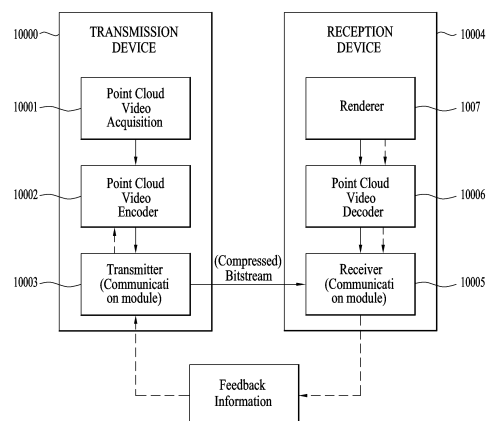 10000
TRANSMISSION
DEVICE
10001
Point Cloud
Video
Acquisition
10002
Point Cloud
Video
Encoder
10003
Transmitter
(Communicati
on module)
(Compressed)
Bitstream
RECEPTION
DEVICE
10004
Renderer
1007
Point Cloud
Video
Decoder
10006
Receiver
(Communicati
on module)
10005
Feedback
Information